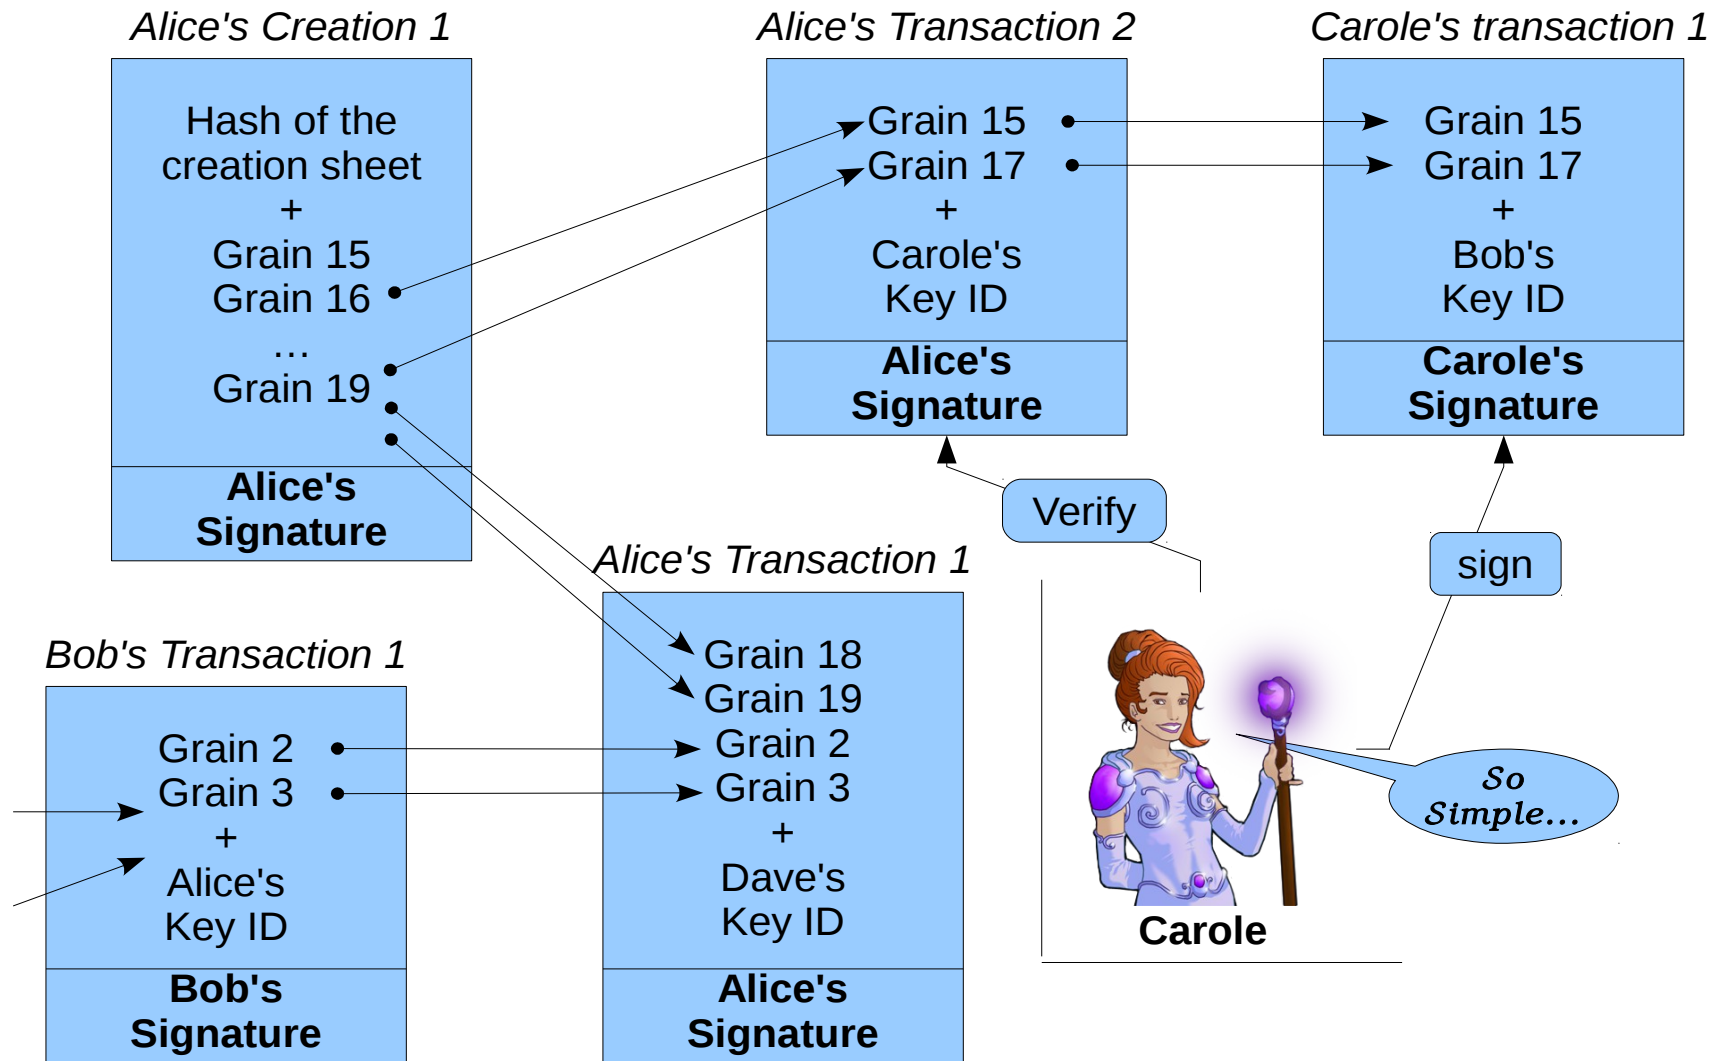 Alice's Creation 1
Hash of the
creation sheet
+
Grain 15
Grain 16
...
Grain 19
Alice's
Signature
Alice's Transaction 2
Grain 15
Grain 17
+
Carole's
Key ID
Alice's
Signature
Carole's transaction 1
Grain 15
Grain 17
+
Bob's
Key ID
Carole's
Signature
Verify
sign
Bob's Transaction 1
Grain 2
Grain 3
+
Alice's
Key ID
Bob's
Signature
Alice's Transaction 1
Grain 18
Grain 19
Grain 2
Grain 3
+
Dave's
Key ID
Alice's
Signature
So
Simple...
Carole